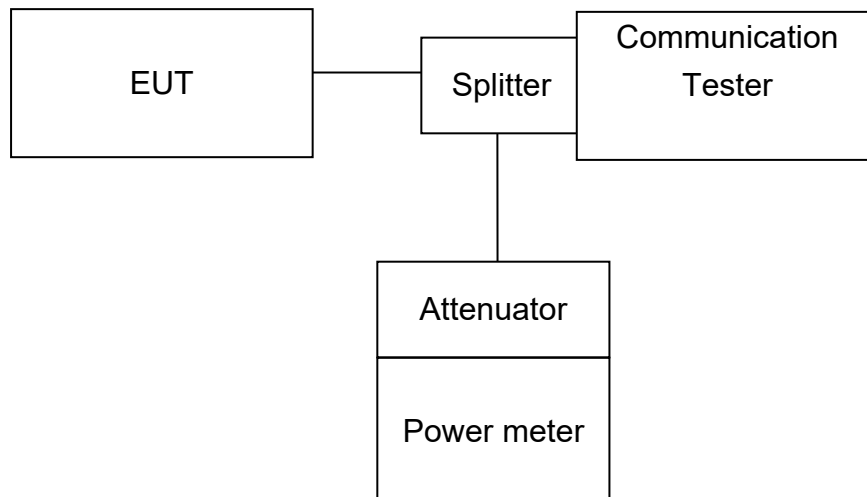 EUT
Splitter
Communication
Tester
Attenuator
Power meter